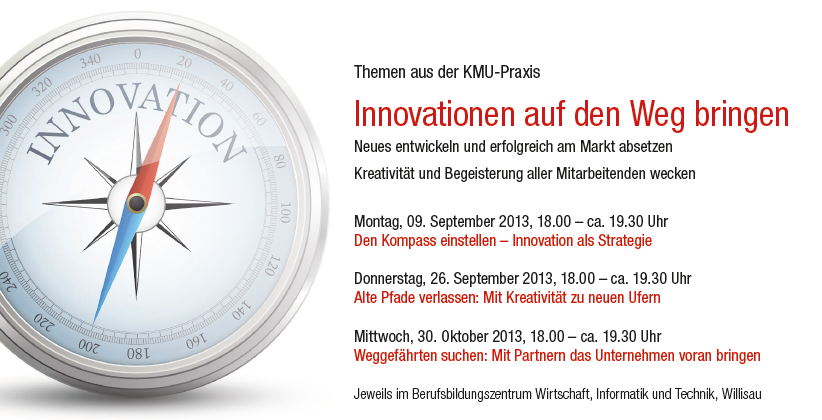 INNOVATION
0
20
40
60
80
100
120
140
160
180
200
220
240
300
320
340
Themen aus der KMU-Praxis
Innovationen auf den Weg bringen
Neues entwickeln und erfolgreich am Markt absetzen
Kreativität und Begeisterung aller Mitarbeitenden wecken
Montag, 09. September 2013, 18.00 – ca. 19.30 Uhr
Den Kompass einstellen – Innovation als Strategie
Donnerstag, 26. September 2013, 18.00 – ca. 19.30 Uhr
Alte Pfade verlassen: Mit Kreativität zu neuen Ufern
Mittwoch, 30. Oktober 2013, 18.00 – ca. 19.30 Uhr
Weggefährten suchen: Mit Partnern das Unternehmen voran bringen
Jeweils im Berufsbildungszentrum Wirtschaft, Informatik und Technik, Willisau